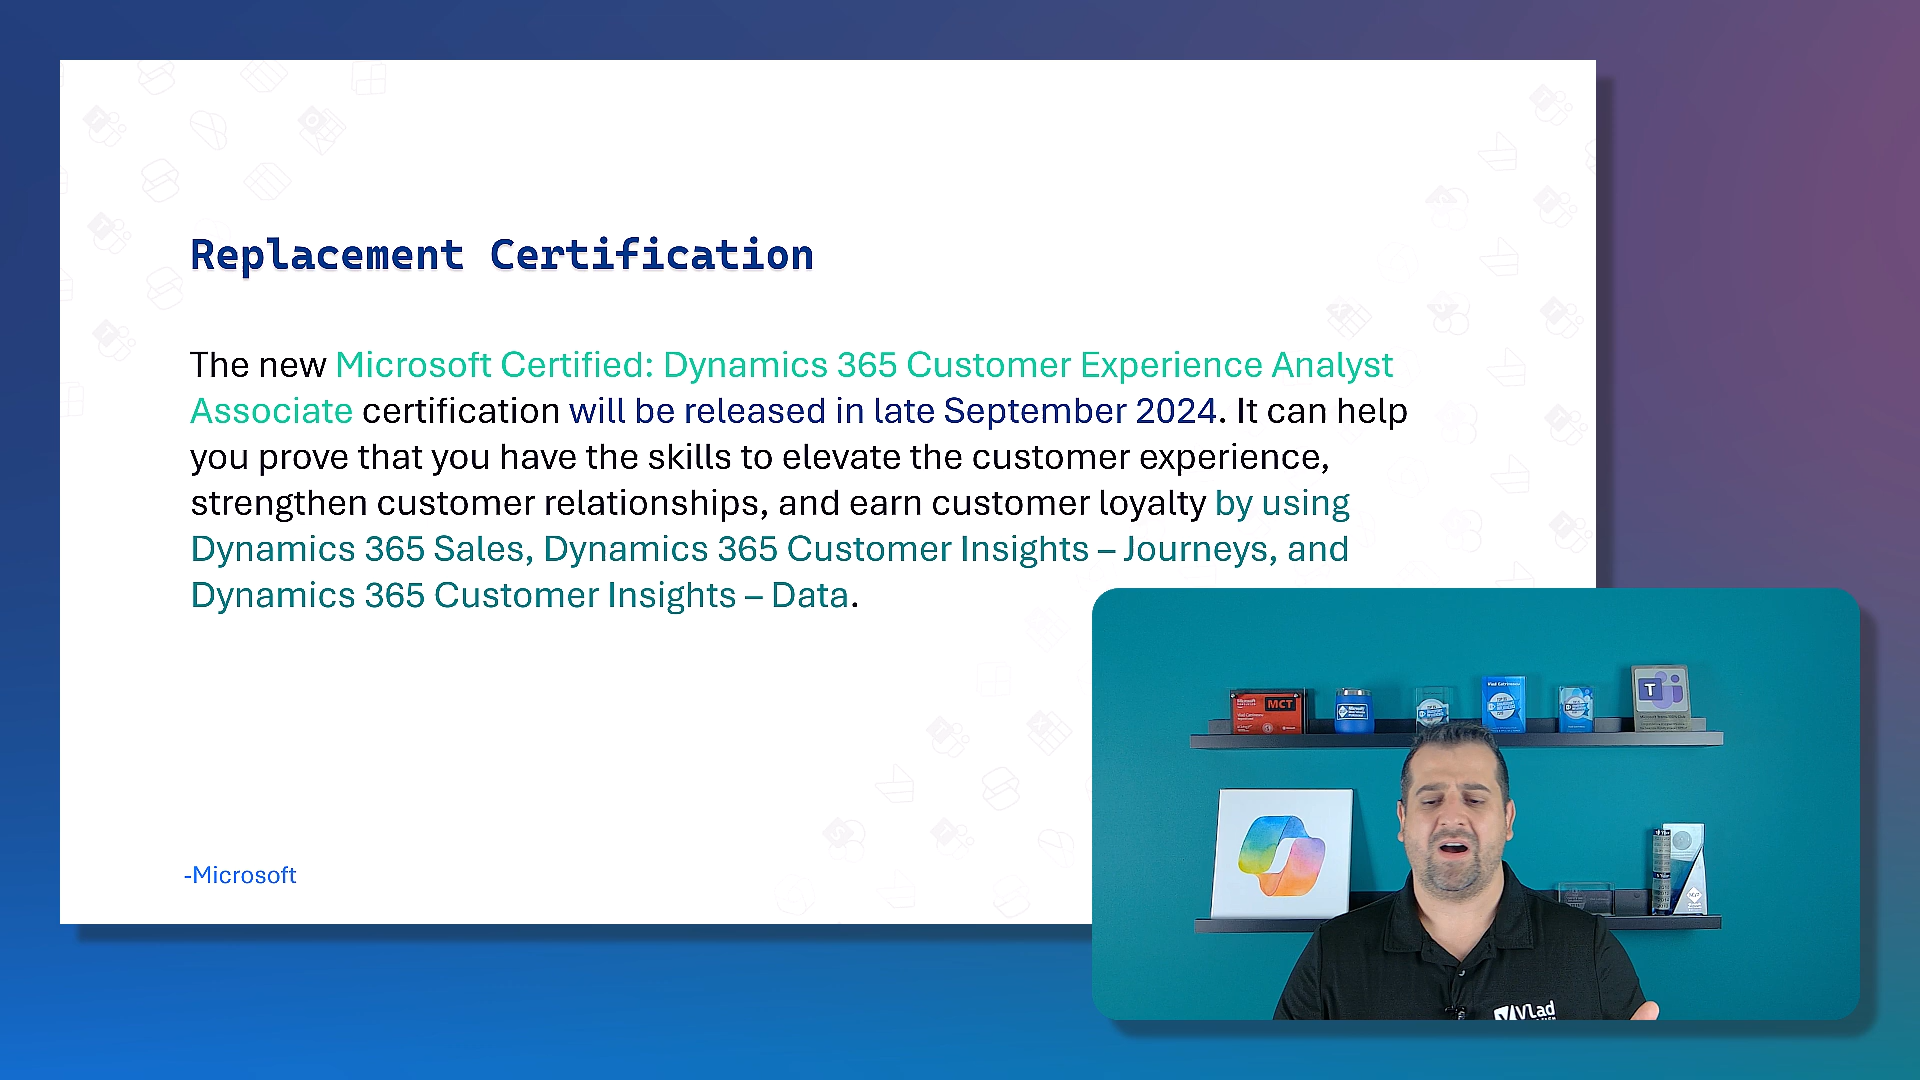 Replacement Certification
The new Microsoft Certified: Dynamics 365 Customer Experience Analyst
Associate certification will be released in late September 2024. It can help
you prove that you have the skills to elevate the customer experience,
strengthen customer relationships, and earn customer loyalty by using
Dynamics 365 Sales, Dynamics 365 Customer Insights – Journeys, and
Dynamics 365 Customer Insights – Data.
-Microsoft
MCT
T
Vlad